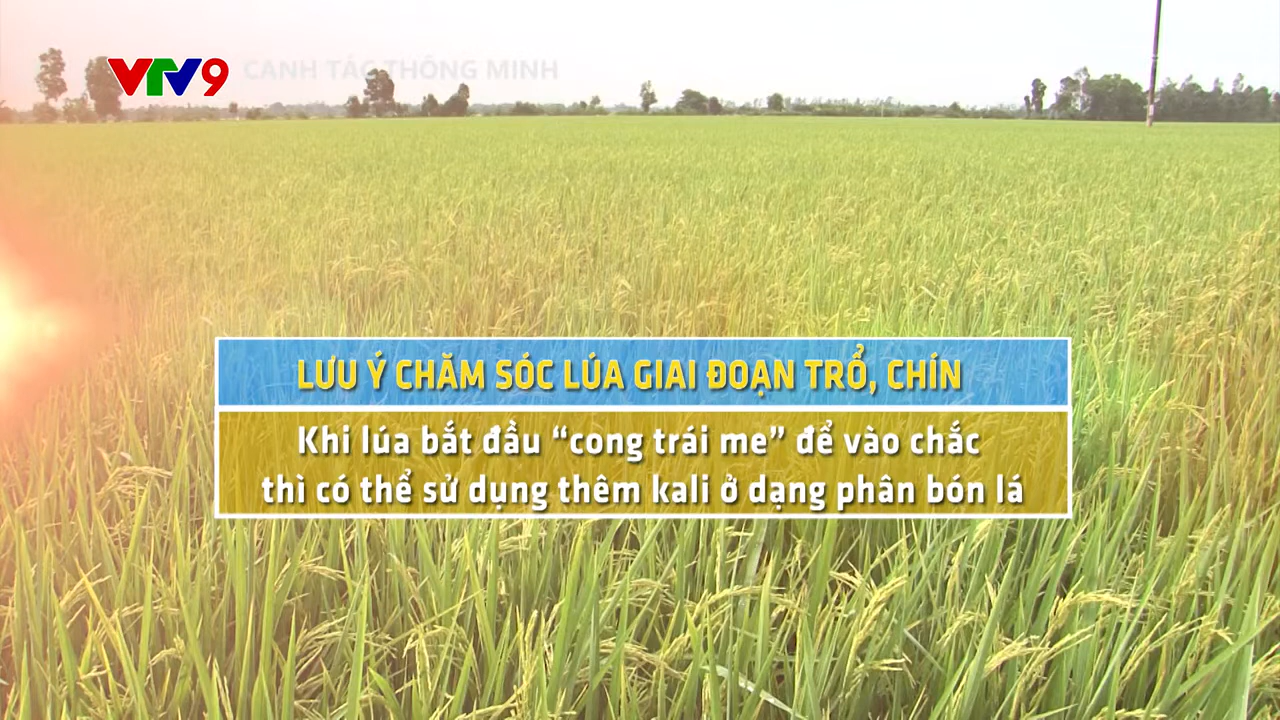 VTV9
CANH TÁC THÔNG MINH
LƯU Ý CHĂM SÓC LÚA GIAI ĐOẠN TRỔ, CHÍN
Khi lúa bắt đầu “cong trái me” để vào chắc
thì có thể sử dụng thêm kali ở dạng phân bón lá